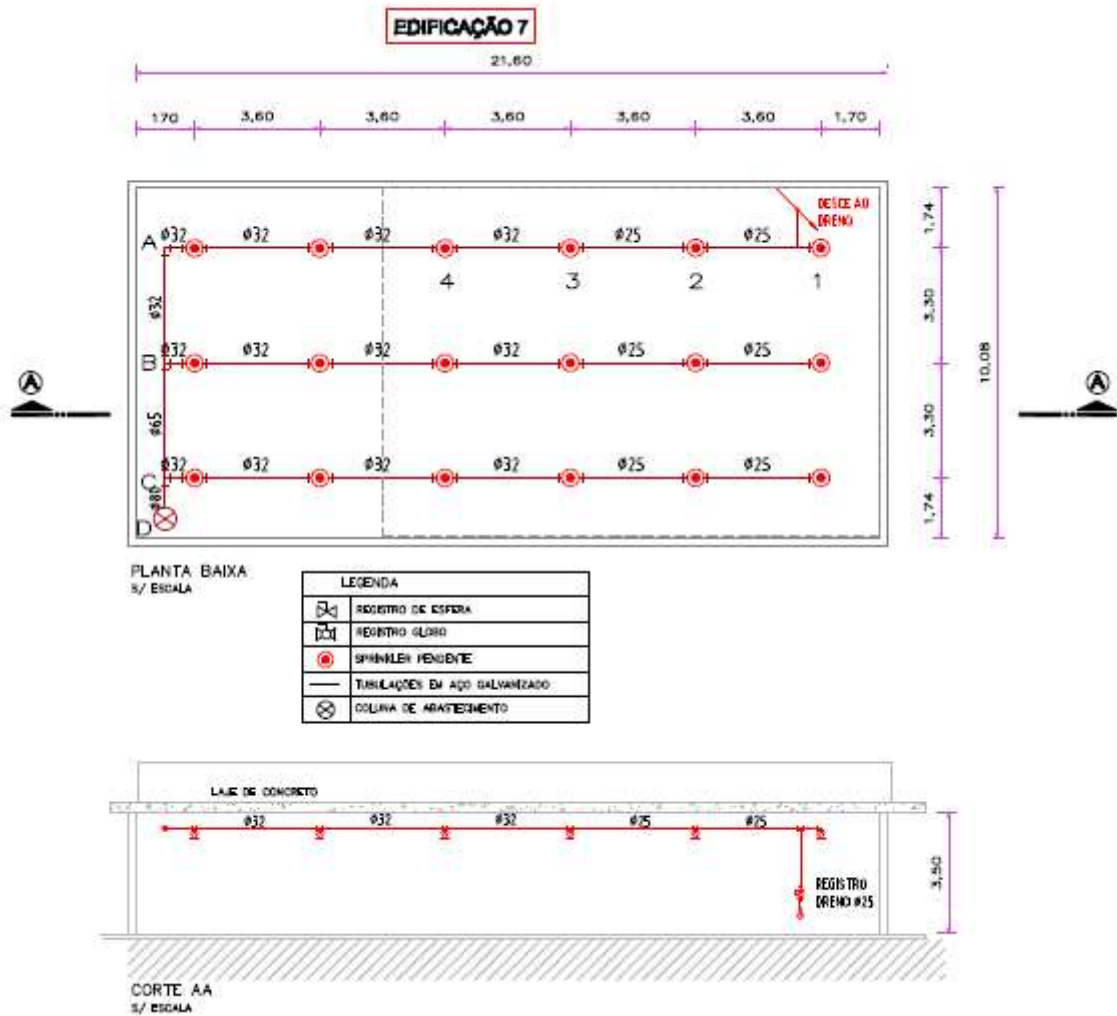 EDIFICAÇÃO 7
21,60
170 3,60 3,60 3,60 3,60 3,60 1,70
DESCE AO
DRENO
A ø32 ø32 ø32 ø32 ø25 ø25
4 3 2 1
1,74
ø32
3,30
B ø32 ø32 ø32 ø32 ø25 ø25
10,08
A A
ø65
3,30
C ø32 ø32 ø32 ø32 ø25 ø25
ø80
1,74
D
PLANTA BAIXA
S/ ESCALA
LEGENDA
REGISTRO DE ESFERA
REGISTRO GLOBO
SPRINKLER PENDENTE
TUBULAÇÕES EM AÇO GALVANIZADO
COLUNA DE ABASTECIMENTO
LAJE DE CONCRETO
ø32 ø32 ø32 ø25 ø25
3,50
REGISTRO
DRENO ø25
CORTE AA
S/ ESCALA